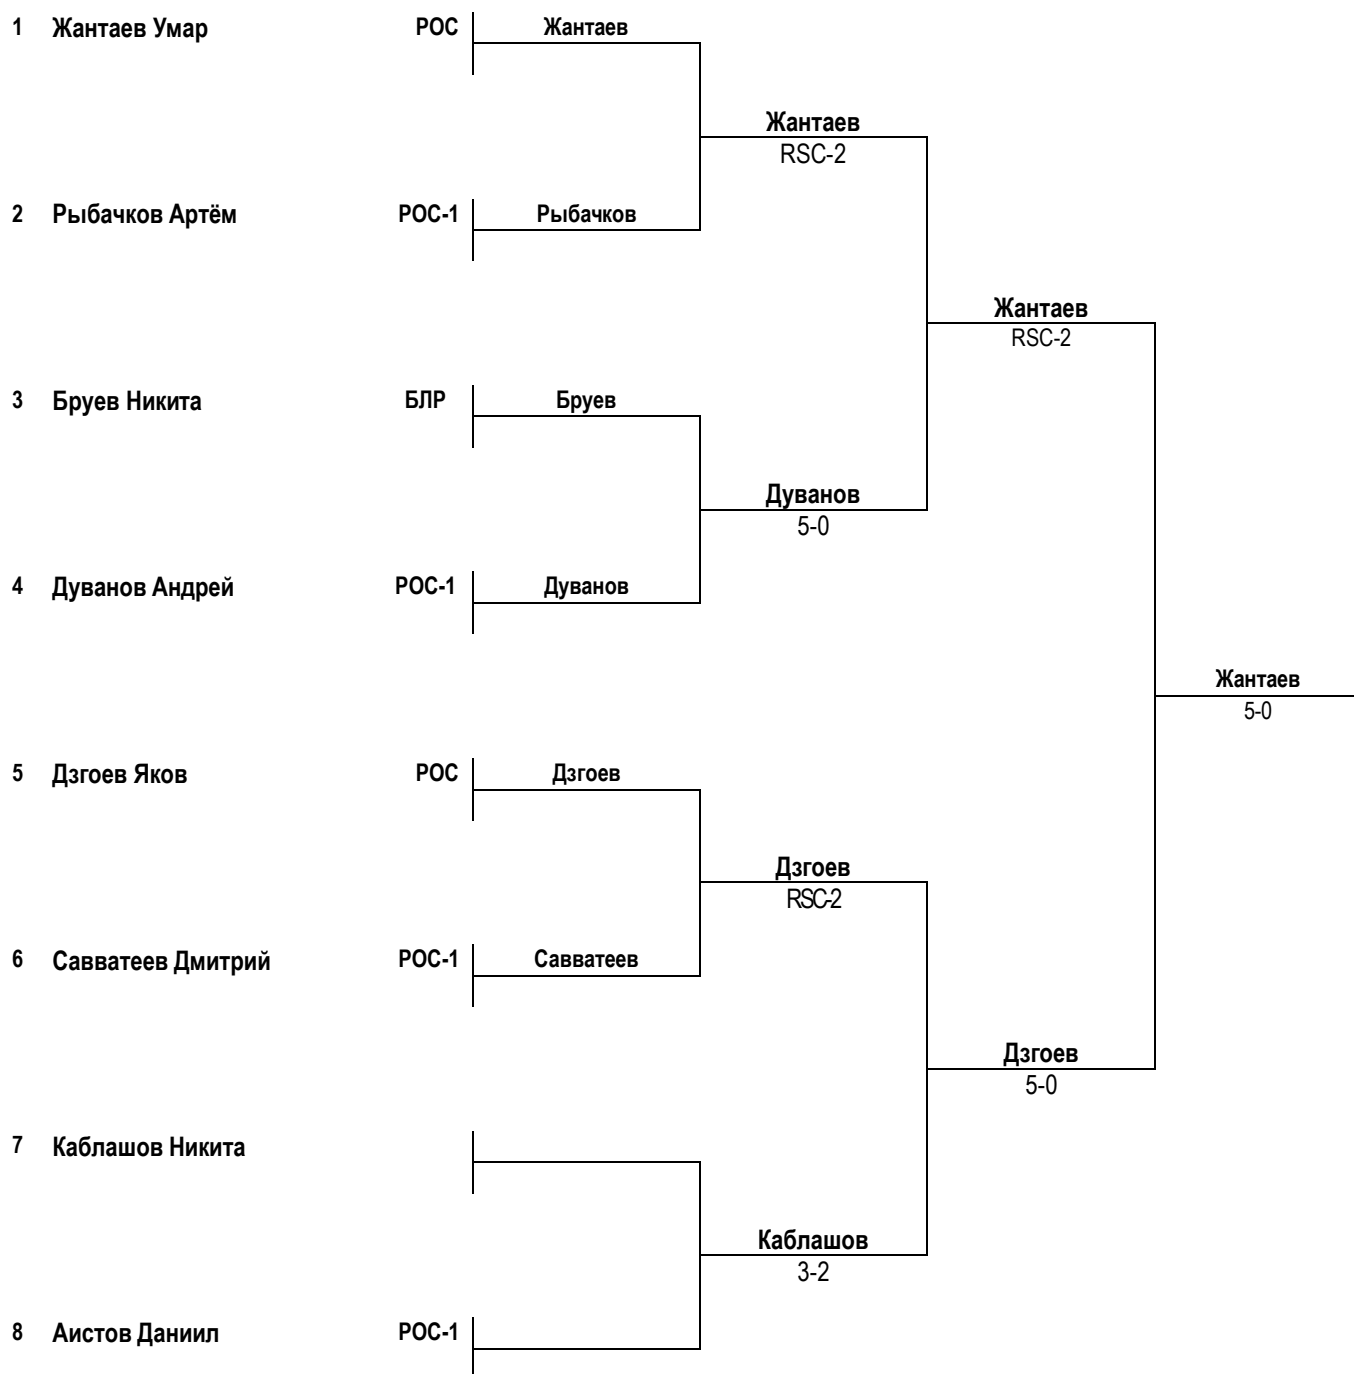 1 Жантаев Умар РОС Жантаев
Жантаев
RSC-2
2 Рыбачков Артём РОС-1 Рыбачков
Жантаев
RSC-2
3 Бруев Никита БЛР Бруев
Дуванов
5-0
4 Дуванов Андрей РОС-1 Дуванов
Жантаев
5-0
5 Дзгоев Яков РОС Дзгоев
Дзгоев
RSC-2
6 Савватеев Дмитрий РОС-1 Савватеев
Дзгоев
5-0
7 Каблашов Никита
Каблашов
3-2
8 Аистов Даниил РОС-1